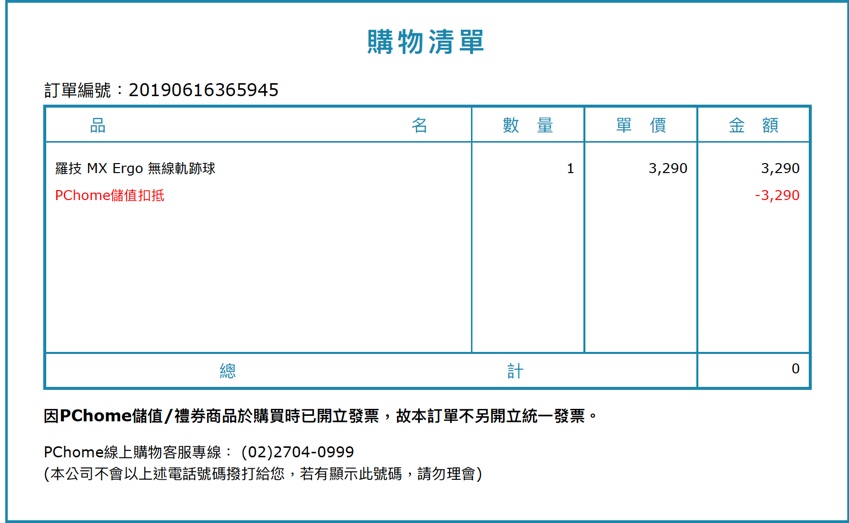 購物清單
訂單編號：20190616365945
品 名 數 量 單 價 金 額
羅技 MX Ergo 無線軌跡球 1 3,290 3,290
PChome儲值扣抵 -3,290
總 計 0
因PChome儲值/禮券商品於購買時已開立發票，故本訂單不另開立統一發票。
PChome線上購物客服專線： (02)2704-0999
(本公司不會以上述電話號碼撥打給您，若有顯示此號碼，請勿理會)